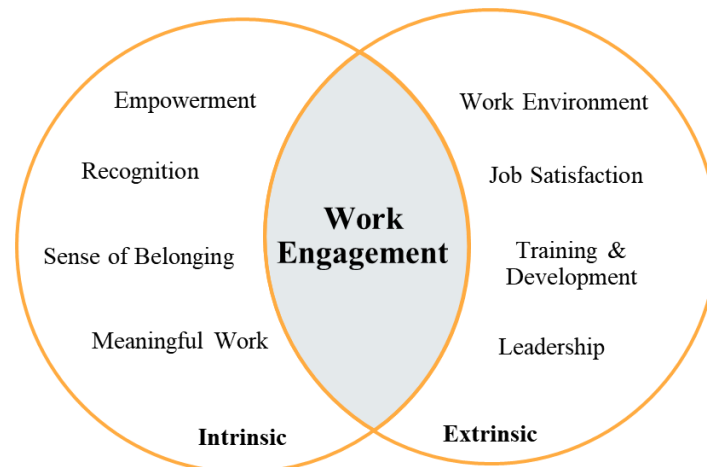 Empowerment
Recognition
Sense of Belonging
Meaningful Work
Intrinsic
Work
Engagement
Work Environment
Job Satisfaction
Training &
Development
Leadership
Extrinsic